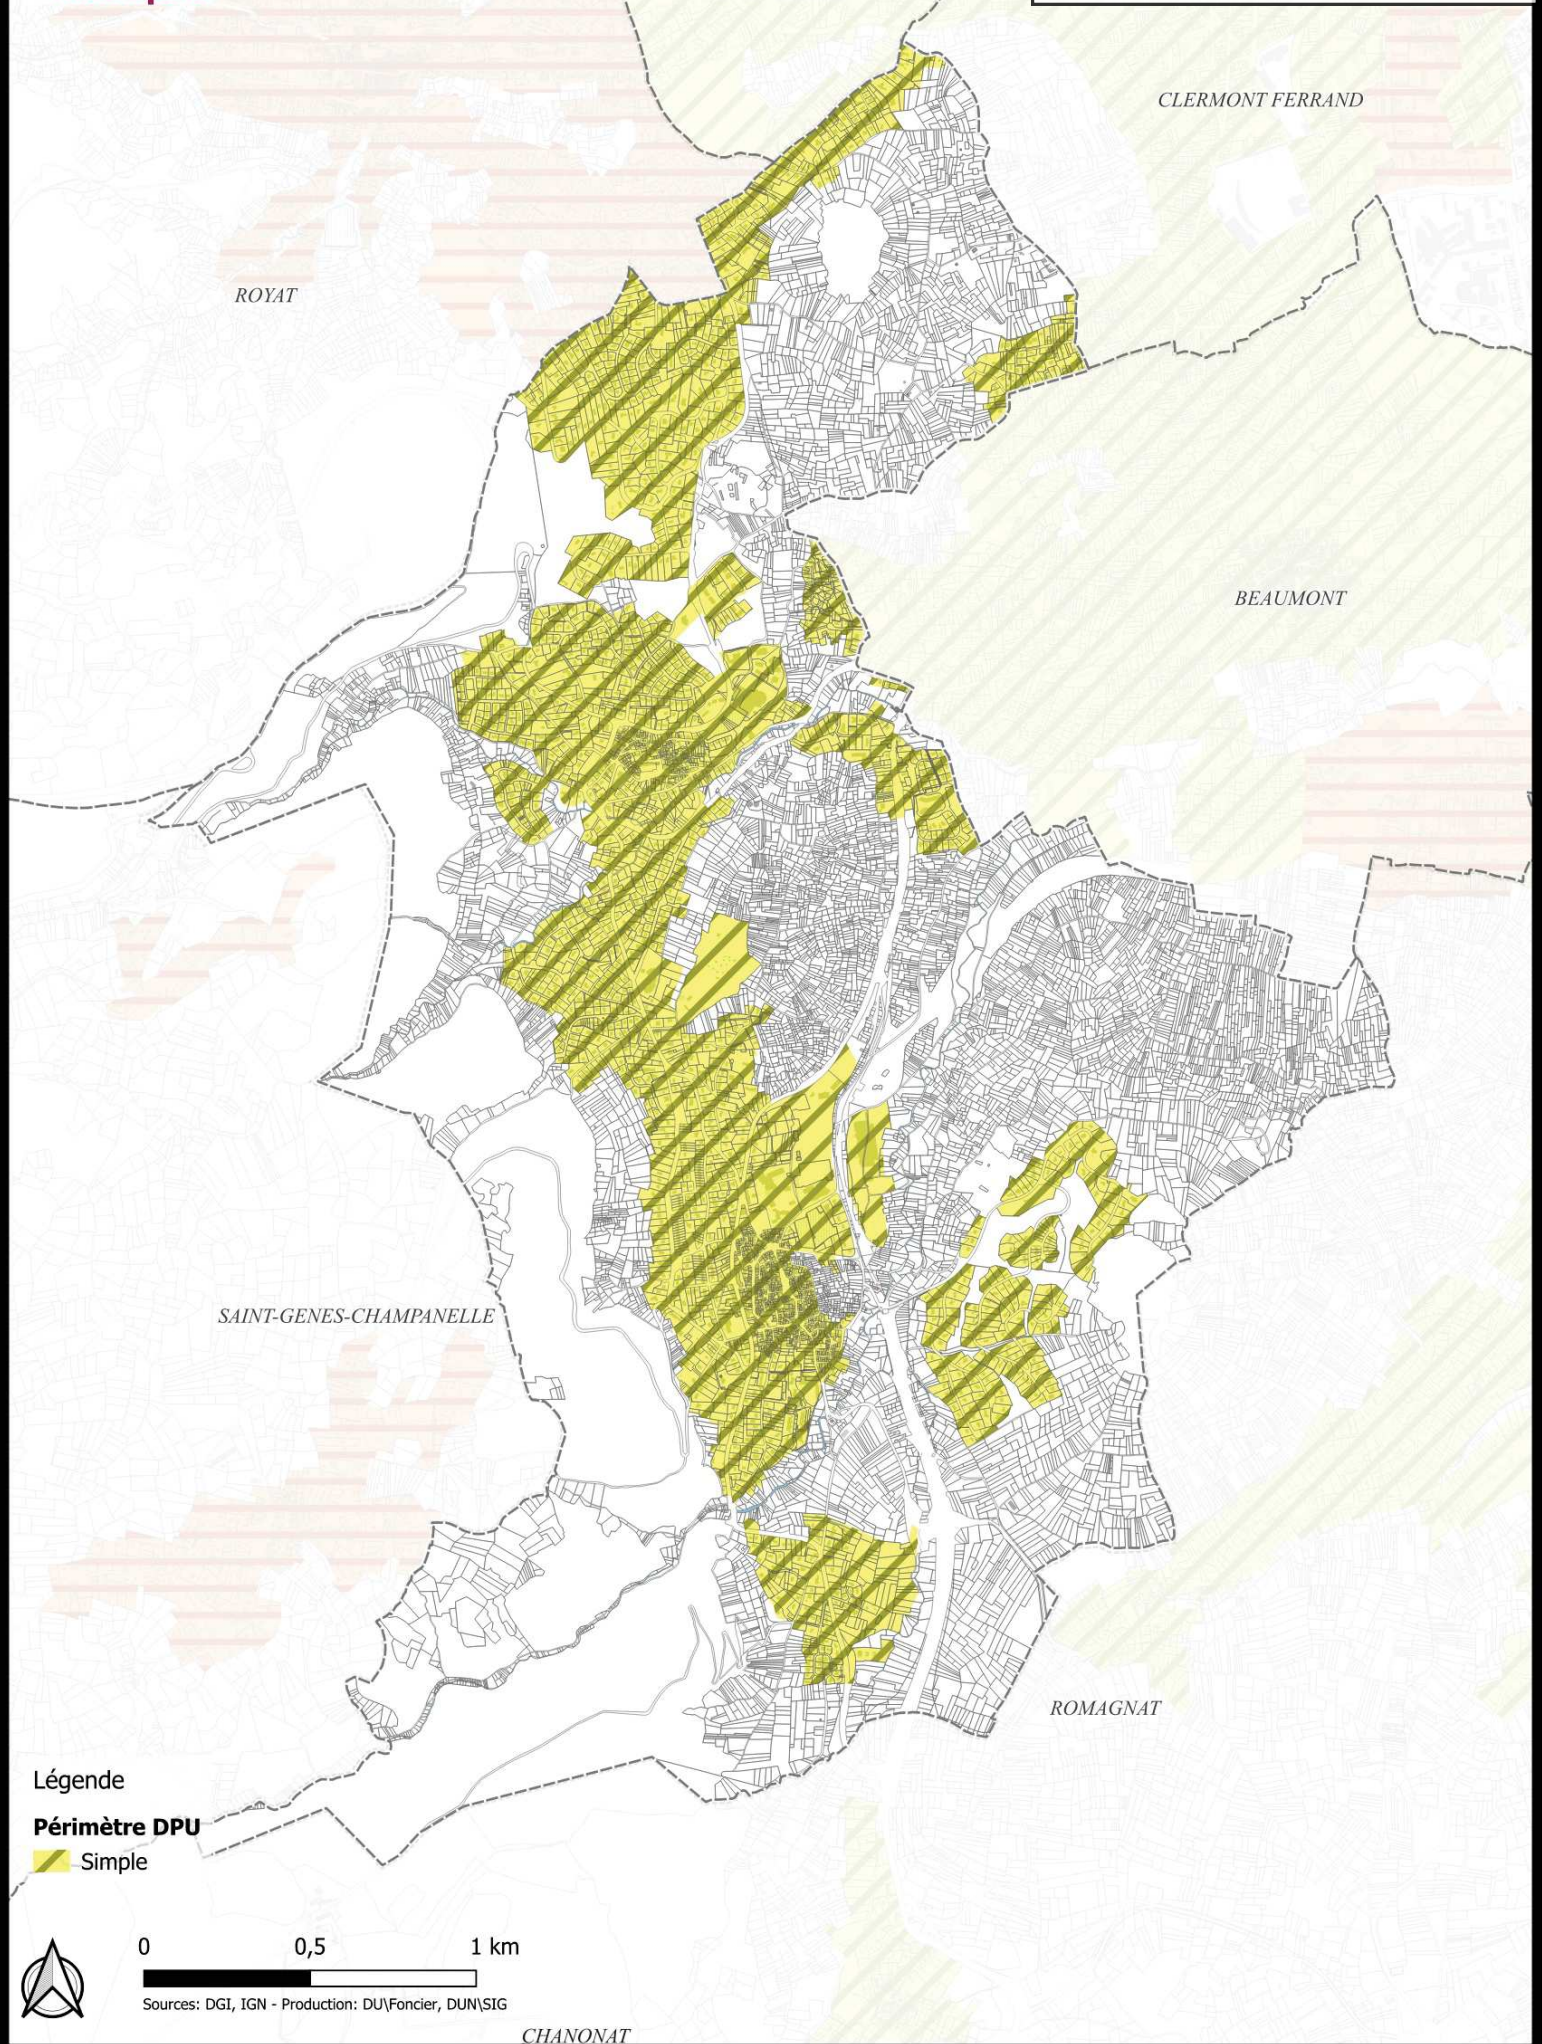 CLERMONT FERRAND
ROYAT
BEAUMONT
SAINT-GENES-CHAMPANELLE
ROMAGNAT
Légende
Périmètre DPU
Simple
0 0,5 1 km
Sources: DGI, IGN - Production: DU\Foncier, DUN\SIG
CHANONAT